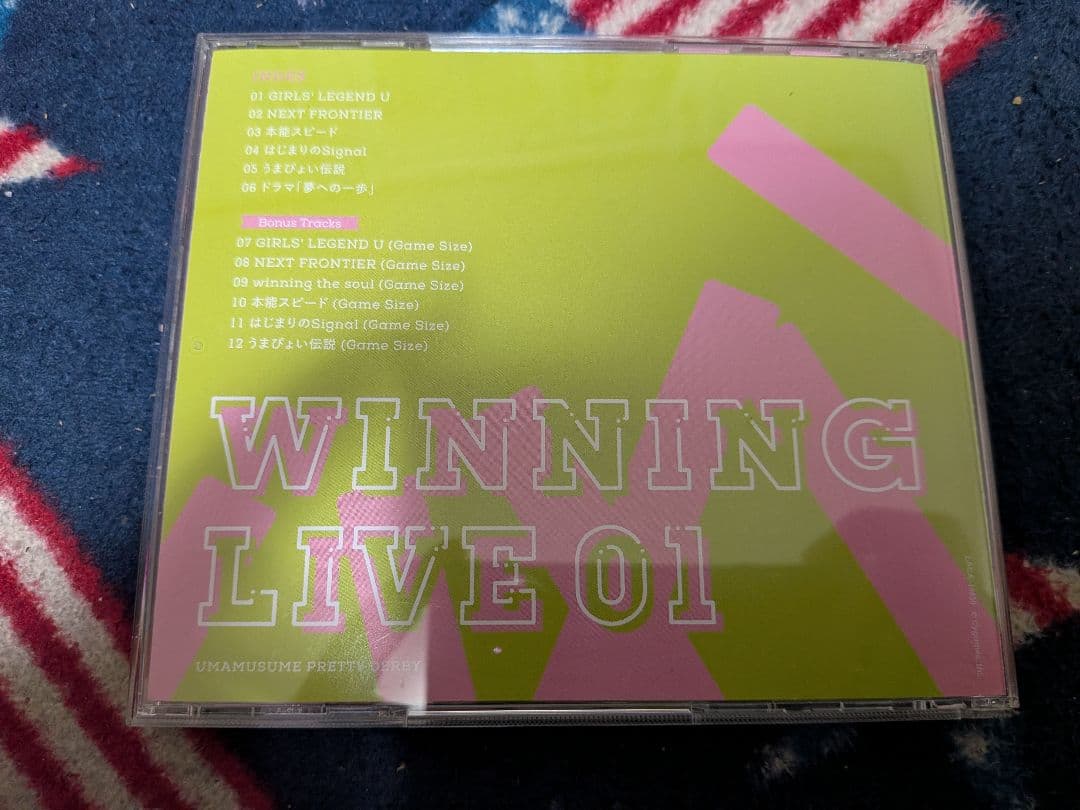 INDEX
01 GIRLS' LEGEND U
02 NEXT FRONTIER
03 本能スピード
04 はじまりのSignal
05 うまぴょい伝説
06 ドラマ「夢への一歩」
Bonus Tracks
07 GIRLS' LEGEND U (Game Size)
08 NEXT FRONTIER (Game Size)
09 winning the soul (Game Size)
10 本能スピード (Game Size)
11 はじまりのSignal (Game Size)
12 うまぴょい伝説 (Game Size)
WINNING
LIVE 01
UMAMUSUME PRETTY DERBY